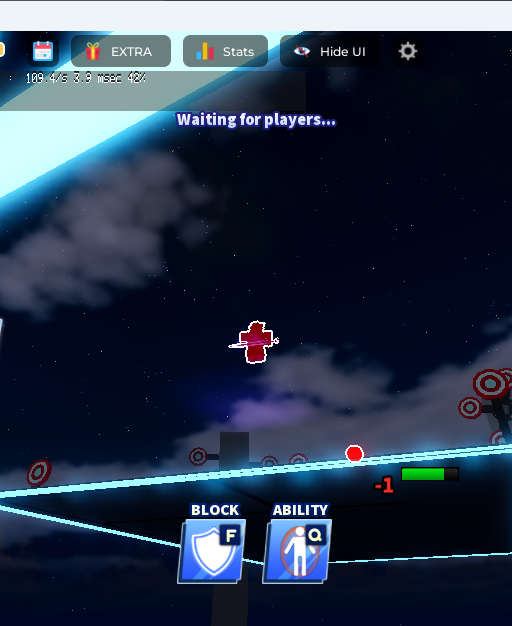 EXTRA
Stats
Hide UI
: 109.4/s 3.9 msec 42%
Waiting for players...
-1
BLOCK
ABILITY
F
Q